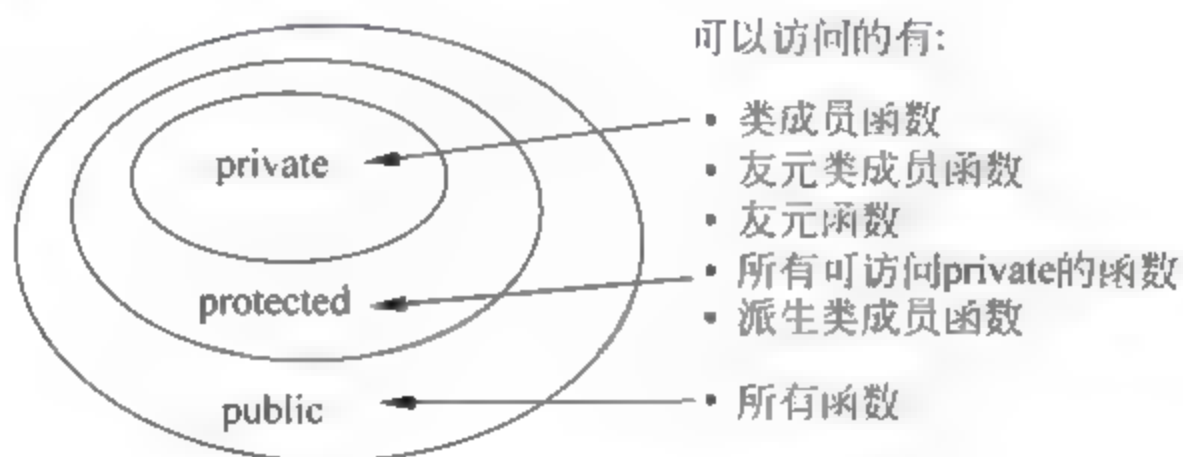 可以访问的有:
private
• 类成员函数
• 友元类成员函数
• 友元函数
protected
• 所有可访问private的函数
• 派生类成员函数
public
• 所有函数